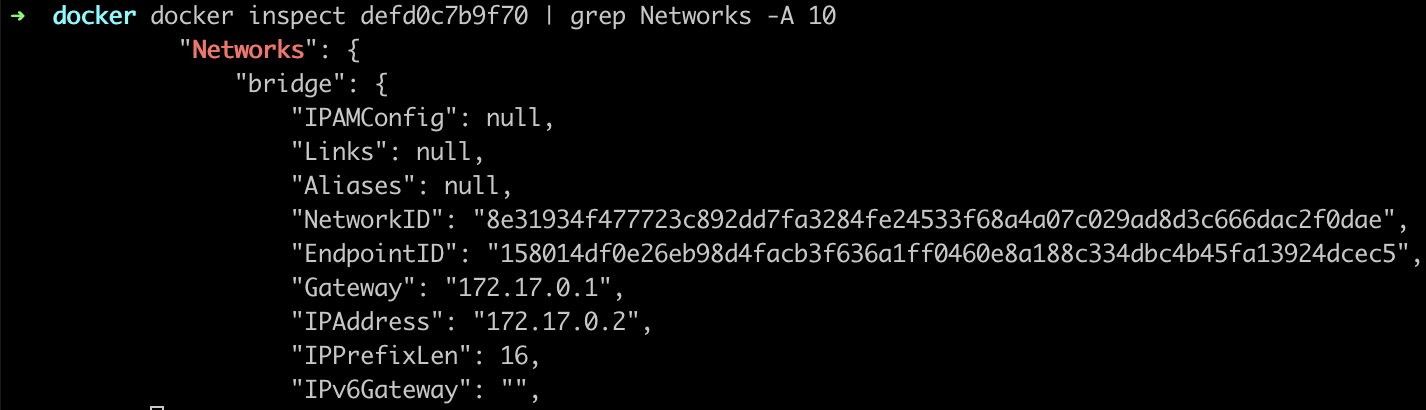 ➜ docker docker inspect defd0c7b9f70 | grep Networks -A 10
"Networks": {
"bridge": {
"IPAMConfig": null,
"Links": null,
"Aliases": null,
"NetworkID": "8e31934f477723c892dd7fa3284fe24533f68a4a07c029ad8d3c666dac2f0dae",
"EndpointID": "158014df0e26eb98d4facb3f636a1ff0460e8a188c334dbc4b45fa13924dcec5",
"Gateway": "172.17.0.1",
"IPAddress": "172.17.0.2",
"IPPrefixLen": 16,
"IPv6Gateway": "",